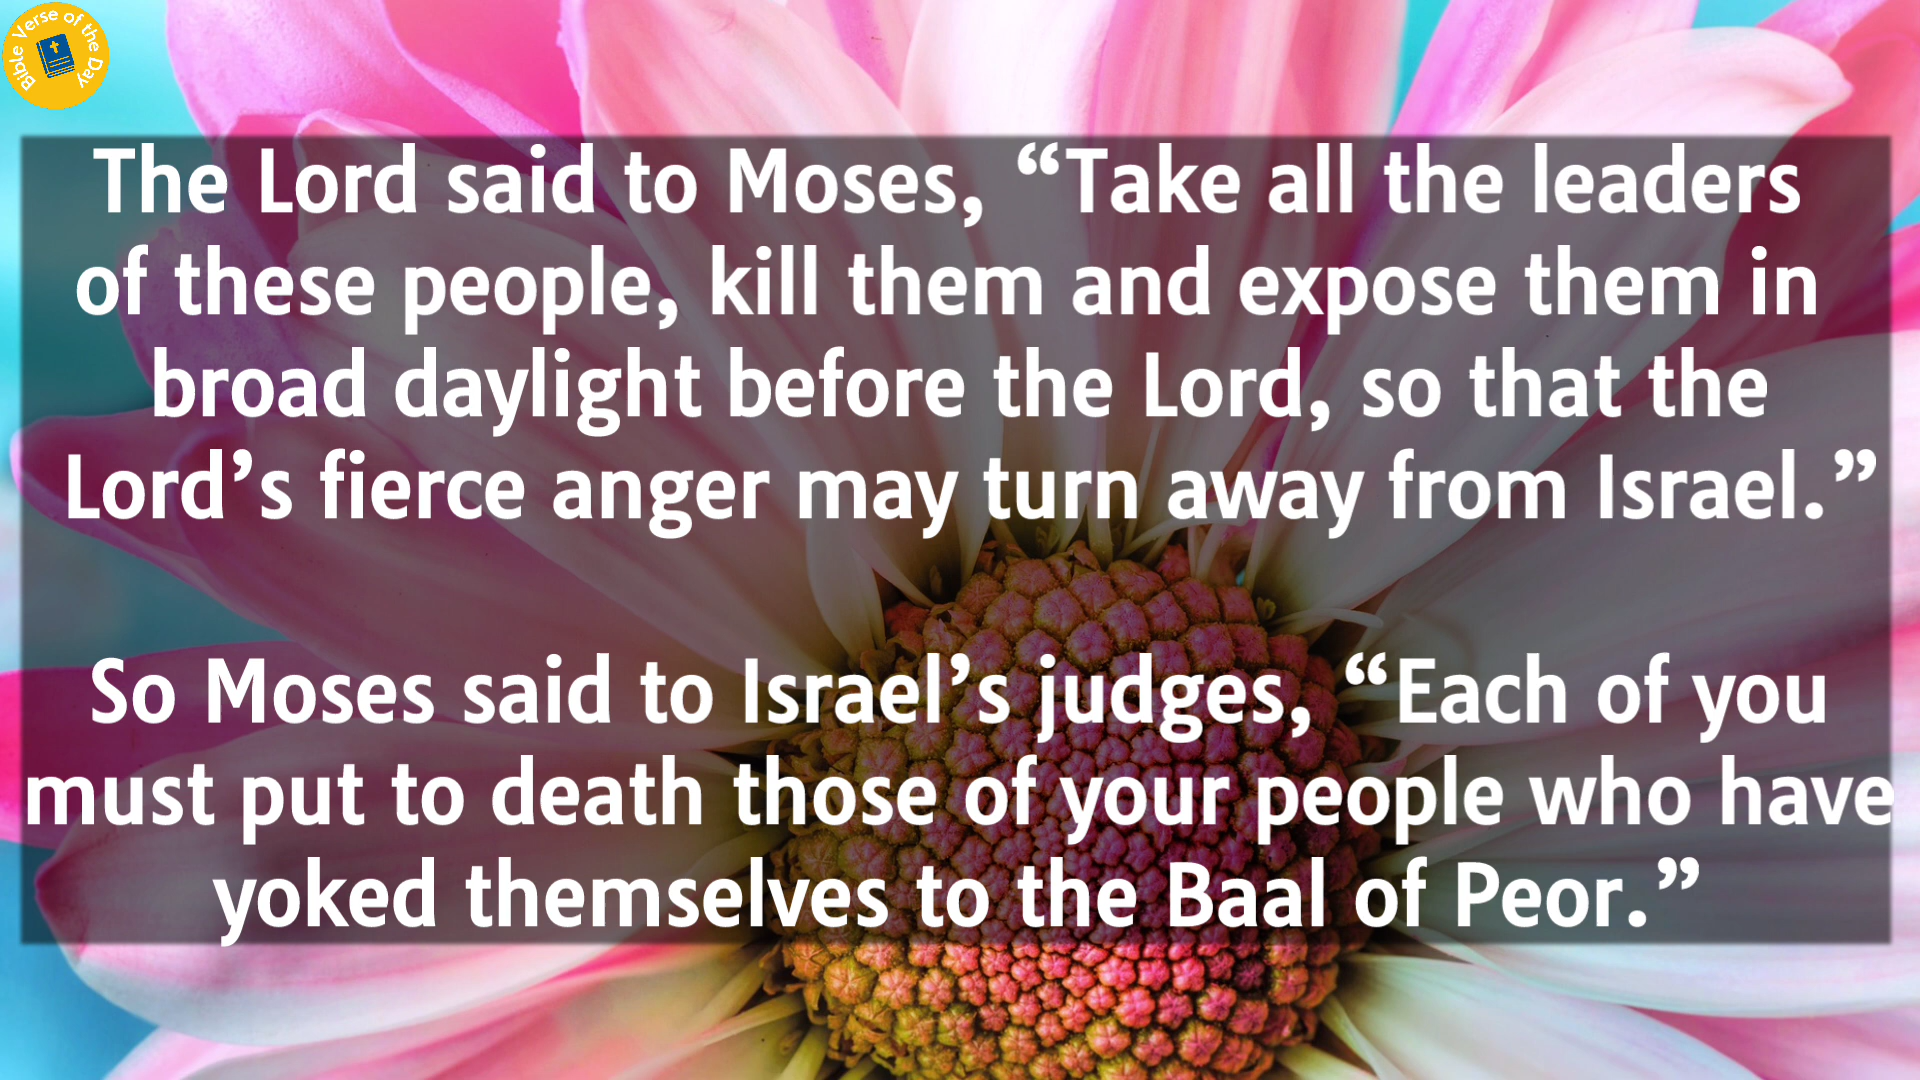 Bible Verse of the Day
The Lord said to Moses, “Take all the leaders
of these people, kill them and expose them in
broad daylight before the Lord, so that the
Lord’s fierce anger may turn away from Israel.”
So Moses said to Israel’s judges, “Each of you
must put to death those of your people who have
yoked themselves to the Baal of Peor.”